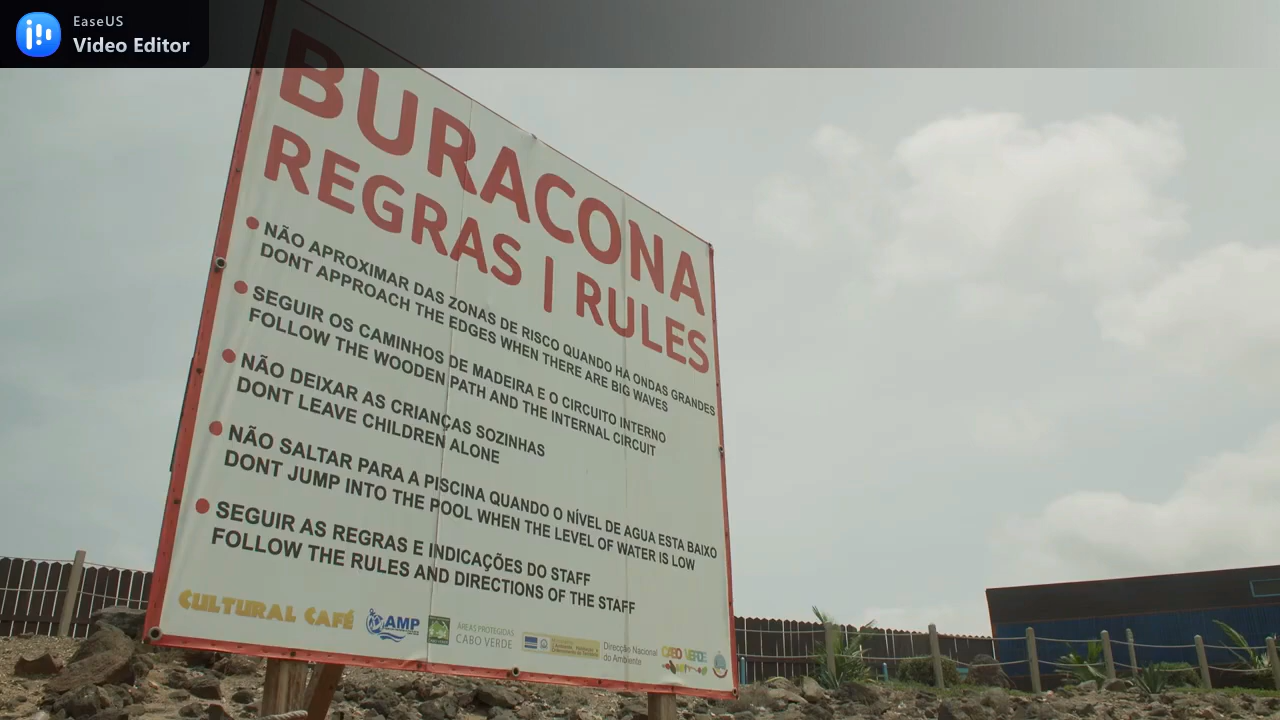 EaseUS
Video Editor
BURACONA
REGRAS | RULES
NÃO APROXIMAR DAS ZONAS DE RISCO QUANDO HÁ ONDAS GRANDES
DONT APPROACH THE EDGES WHEN THERE ARE BIG WAVES
SEGUIR OS CAMINHOS DE MADEIRA E O CIRCUITO INTERNO
FOLLOW THE WOODEN PATH AND THE INTERNAL CIRCUIT
NÃO DEIXAR AS CRIANÇAS SOZINHAS
DONT LEAVE CHILDREN ALONE
NÃO SALTAR PARA A PISCINA QUANDO O NÍVEL DE AGUA ESTA BAIXO
DONT JUMP INTO THE POOL WHEN THE LEVEL OF WATER IS LOW
SEGUIR AS REGRAS E INDICAÇÕES DO STAFF
FOLLOW THE RULES AND DIRECTIONS OF THE STAFF
CULTURAL CAFÉ
AMP
AREAS PROTEGIDAS
CABO VERDE
Direcção Nacional
do Ambiente
CABO VERDE